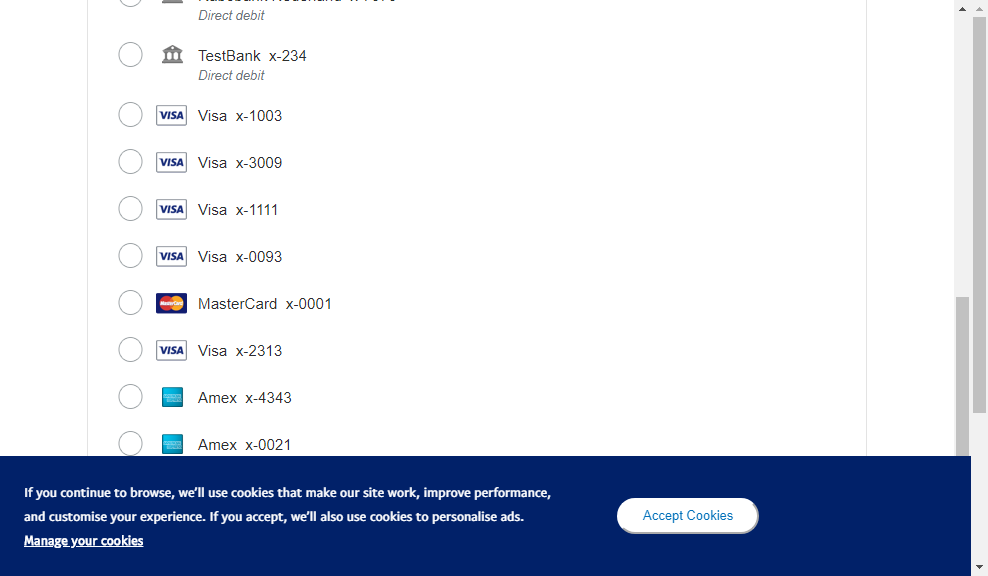 Direct debit
TestBank x-234
Direct debit
VISA Visa x-1003
VISA Visa x-3009
VISA Visa x-1111
VISA Visa x-0093
MasterCard MasterCard x-0001
VISA Visa x-2313
Amex x-4343
Amex x-0021
If you continue to browse, we'll use cookies that make our site work, improve performance,
and customise your experience. If you accept, we'll also use cookies to personalise ads.
Manage your cookies
Accept Cookies